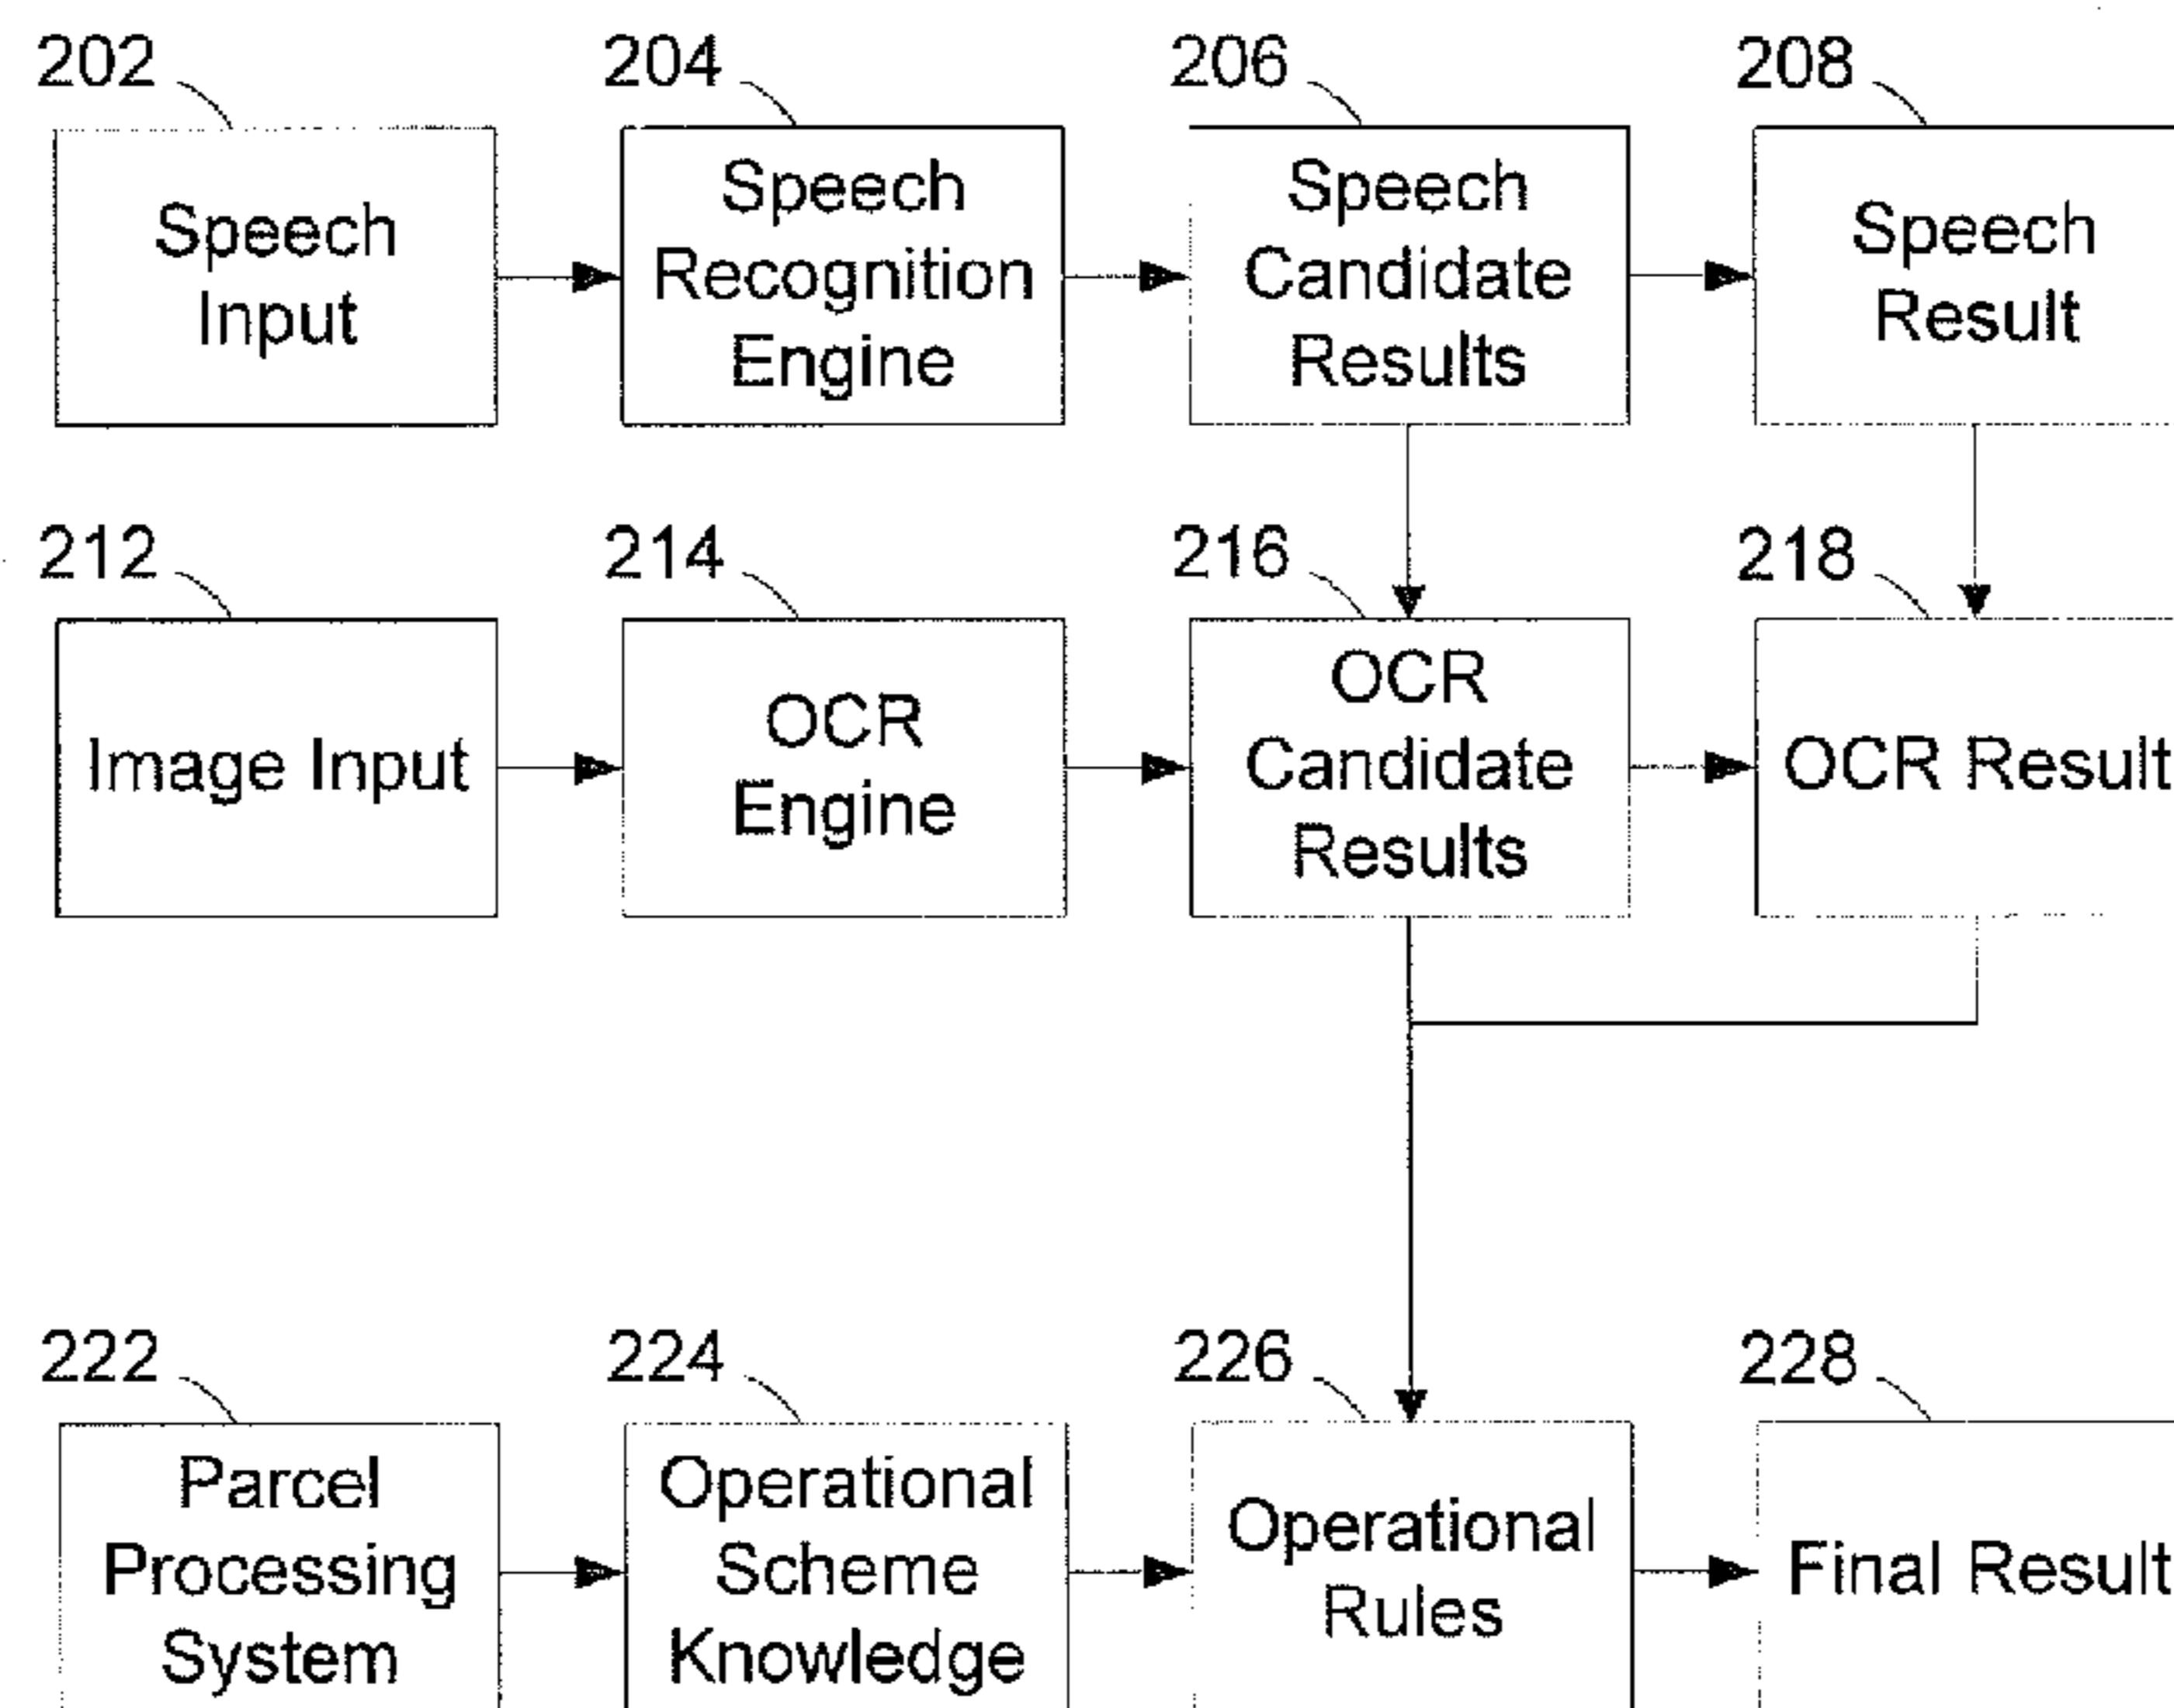 202 204 206 208
Speech
Input
Speech
Recognition
Engine
Speech
Candidate
Results
Speech
Result
212 214 216 218
Image Input
OCR
Engine
OCR
Candidate
Results
OCR Result
222 224 226 228
Parcel
Processing
System
Operational
Scheme
Knowledge
Operational
Rules
Final Result